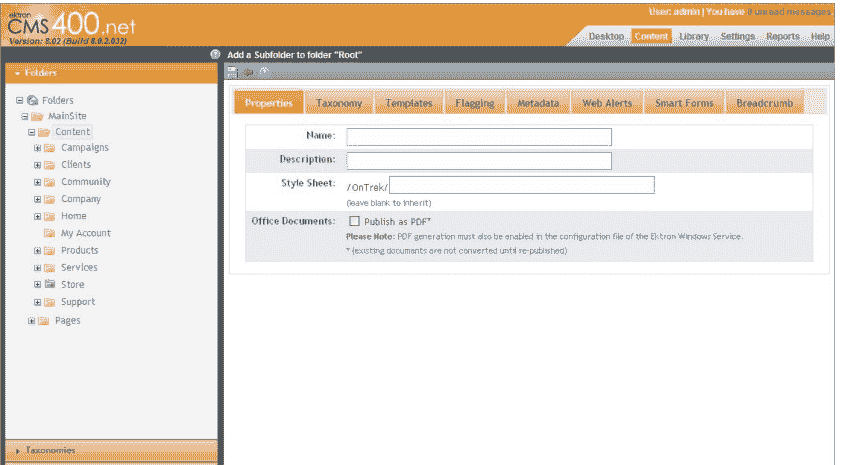 User: admin | You have 0 unread messages
ektron
CMS400.net
Version: 8.02 (Build 8.0.2.032)
Desktop Content Library Settings Reports Help
Add a Subfolder to folder "Root"
Folders
Folders
MainSite
Content
Campaigns
Clients
Community
Company
Home
My Account
Products
Services
Store
Support
Pages
Taxonomies
Properties Taxonomy Templates Flagging Metadata Web Alerts Smart Forms Breadcrumb
Name:
Description:
Style Sheet: /OnTrek/
(leave blank to inherit)
Office Documents: Publish as PDF*
Please Note: PDF generation must also be enabled in the configuration file of the Ektron Windows Service.
* (existing documents are not converted until re-published)